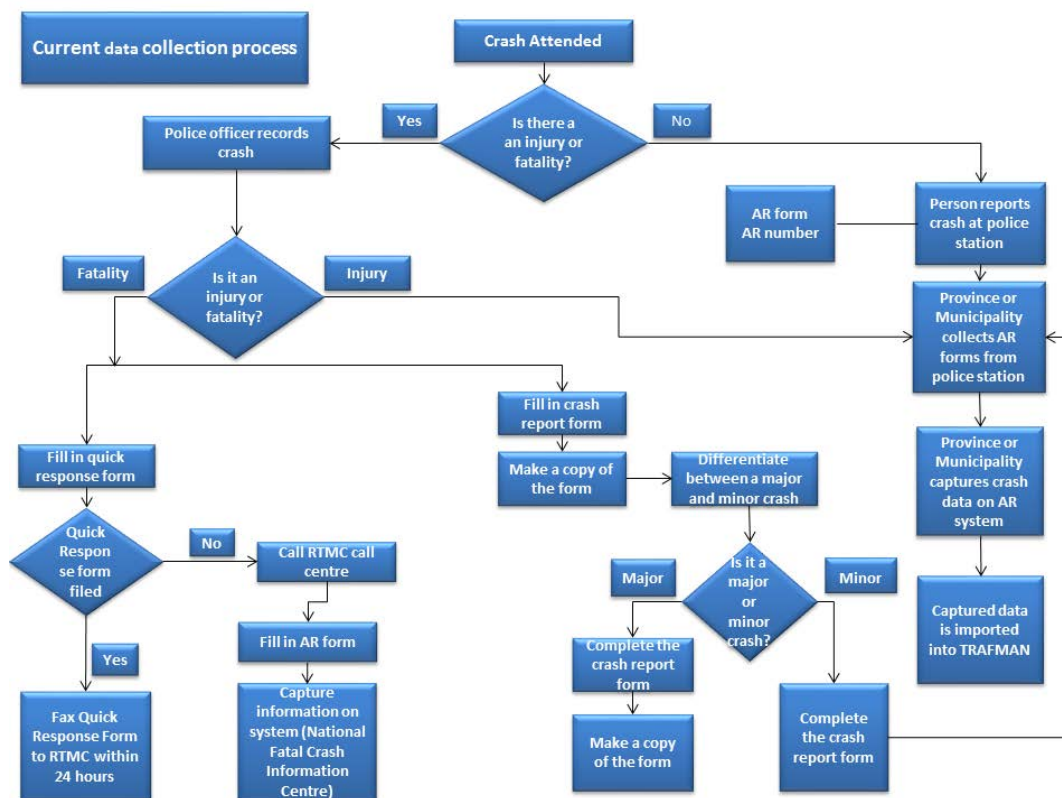 Current data collection process
Crash Attended
Yes
Is there a
an injury or
fatality?
No
Police officer records
crash
AR form
AR number
Person reports
crash at police
station
Fatality
Is it an
injury or
fatality?
Injury
Province or
Municipality
collects AR
forms from
police station
Fill in crash
report form
Fill in quick
response form
Make a copy of
the form
Differentiate
between a major
and minor crash
Province or
Municipality
captures crash
data on AR
system
Quick
Respon
se form
filed
No
Call RTMC call
centre
Major
Is it a
major
or
minor
crash?
Minor
Captured data
is imported
into TRAFMAN
Fill in AR form
Complete the
crash report
form
Yes
Fax Quick
Response Form
to RTMC within
24 hours
Capture
information on
system (National
Fatal Crash
Information
Centre)
Make a copy
of the form
Complete
the crash
report form